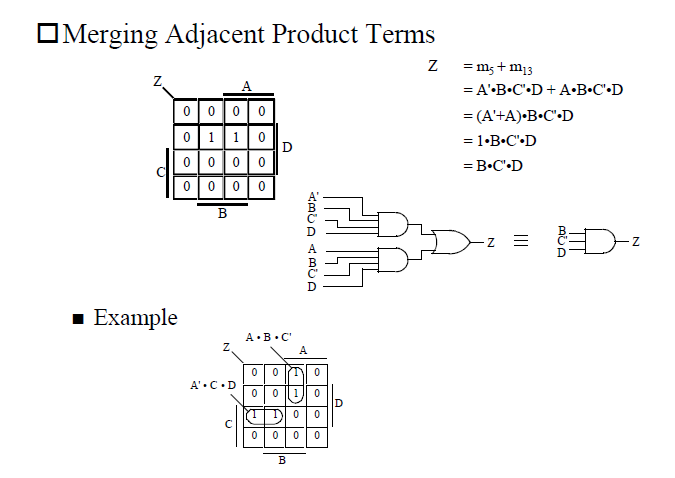 Merging Adjacent Product Terms
Z = m5 + m13
= A'•B•C'•D + A•B•C'•D
= (A'+A)•B•C'•D
= 1•B•C'•D
= B•C'•D
Z
A
0 0 0 0
0 1 1 0
D
0 0 0 0
C
0 0 0 0
B
A'
B
C'
D
A
B
C'
D
Z
≡
B
C'
D
Z
■ Example
A•B•C'
Z
A
0 0 1 0
A'•C•D
0 0 1 0
D
1 1 0 0
C
0 0 0 0
B